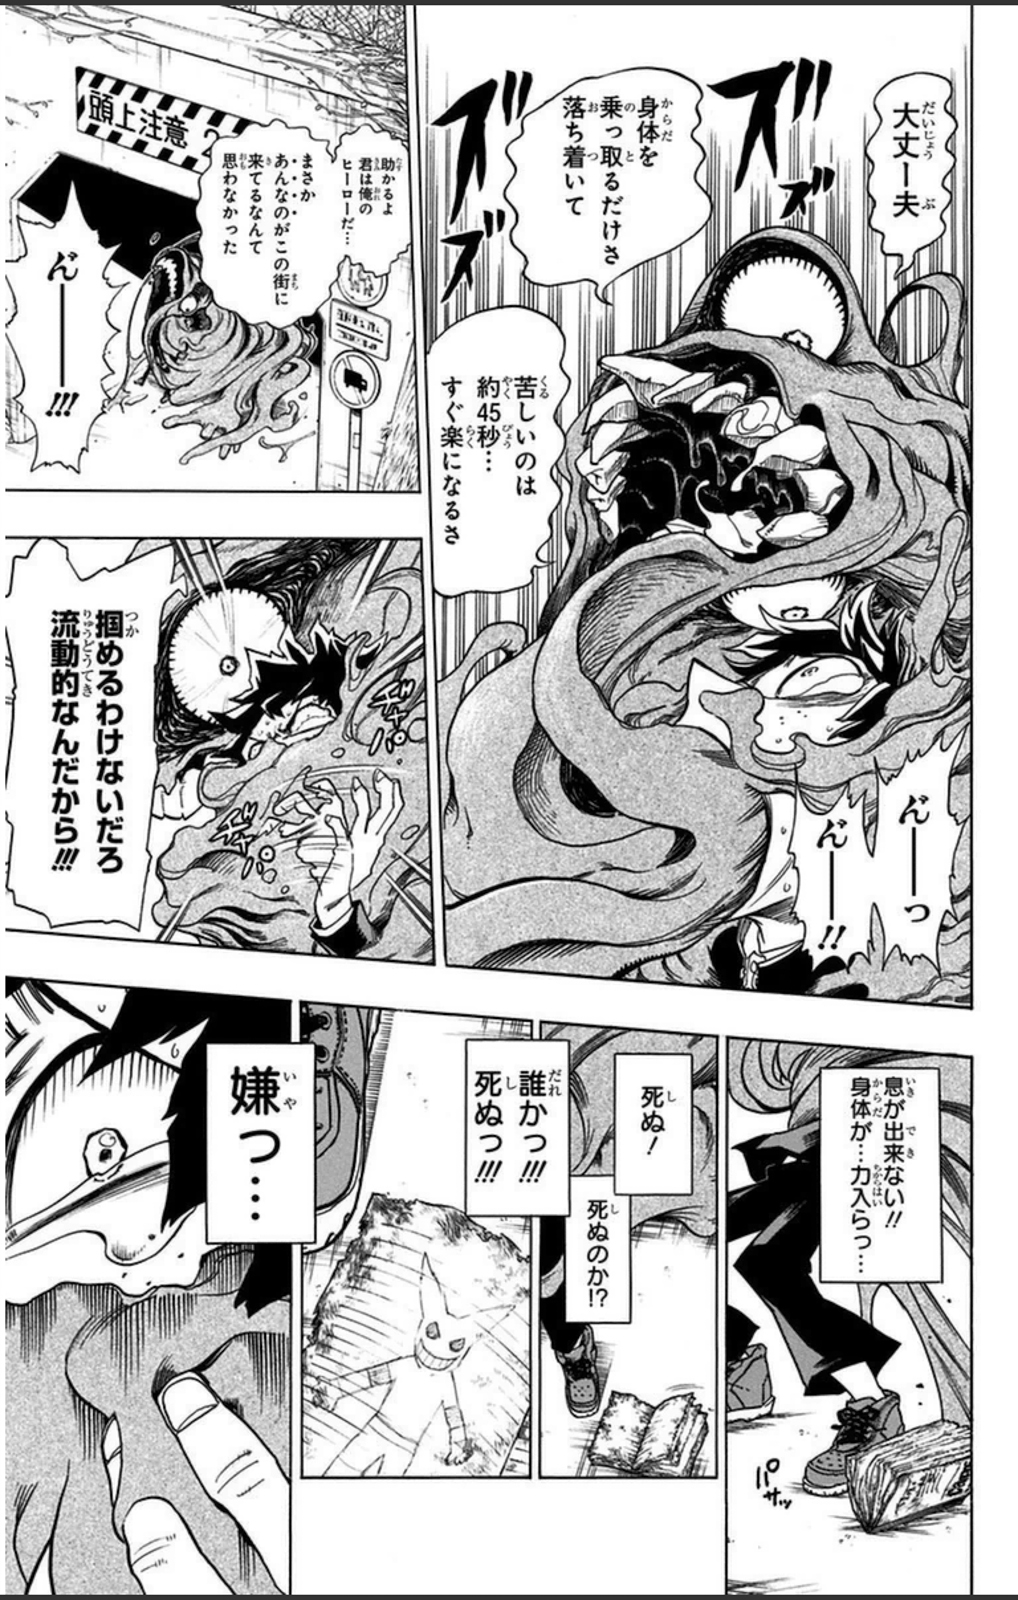 大丈ー夫
身体を
乗っ取るだけさ
落ち着いて
ズズ
ズズ
苦しいのは
約45秒…
すぐ楽になるさ
ん゛ーっ
ん゛ー!!
頭上注意 2
助かるよ
君は俺の
ヒーローだ…
まさか
あんなのがこの街に
来てるなんて
思わなかった
ん゛ーー!!!
掴めるわけないだろ
流動的なんだから!!!
息が出来ない!!
身体が…力入らっ…
パサッ
死ぬ!
死ぬのか!?
誰かっ!!!
死ぬっ!!!
嫌っ…